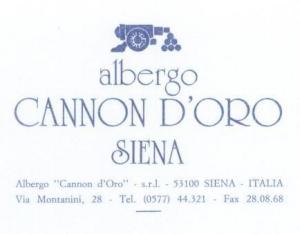 albergo
CANNON D'ORO
SIENA
Albergo "Cannon d'Oro" - s.r.l. - 53100 SIENA - ITALIA
Via Montanini, 28 - Tel. (0577) 44.321 - Fax 28.08.68